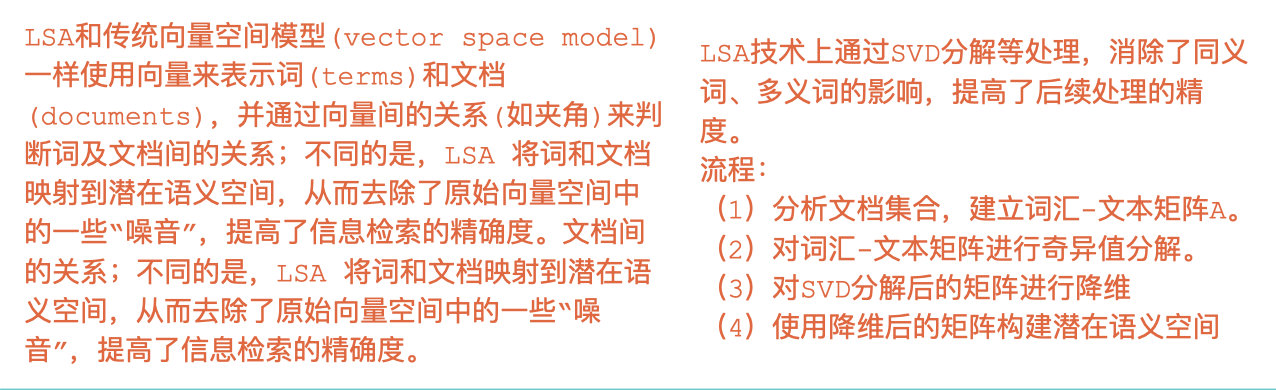 LSA和传统向量空间模型(vector space model)
一样使用向量来表示词(terms)和文档
(documents)，并通过向量间的关系(如夹角)来判
断词及文档间的关系；不同的是，LSA 将词和文档
映射到潜在语义空间，从而去除了原始向量空间中
的一些“噪音”，提高了信息检索的精确度。文档间
的关系；不同的是，LSA 将词和文档映射到潜在语
义空间，从而去除了原始向量空间中的一些“噪
音”，提高了信息检索的精确度。
LSA技术上通过SVD分解等处理，消除了同义
词、多义词的影响，提高了后续处理的精
度。
流程：
（1）分析文档集合，建立词汇-文本矩阵A。
（2）对词汇-文本矩阵进行奇异值分解。
（3）对SVD分解后的矩阵进行降维
（4）使用降维后的矩阵构建潜在语义空间